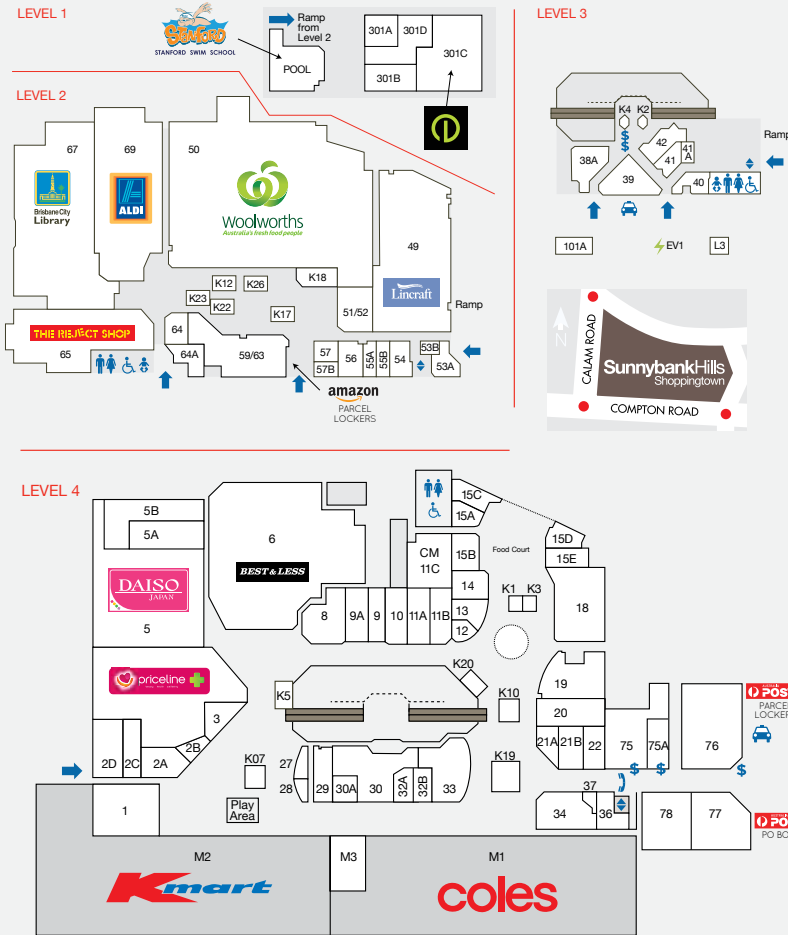 LEVEL 1
STANFORD
STANFORD SWIM SCHOOL
Ramp
from
Level 2
POOL
301A
301D
301C
301B
LEVEL 2
67
Brisbane City
Library
69
ALDI
50
Woolworths
Australia's fresh food people
49
Lincraft
K18
K12
K26
K23
K22
K17
51/52
Ramp
THE REJECT SHOP
65
64
64A
59/63
57
57B
56
55A
55B
54
53B
53A
amazon
PARCEL
LOCKERS
LEVEL 3
K4
K2
$
$
42
41
41
A
38A
39
40
Ramp
101A
EV1
L3
N
CALAM ROAD
SunnybankHills
Shoppingtown
COMPTON ROAD
LEVEL 4
5B
5A
DAISO
JAPAN
5
6
BEST & LESS
15C
15A
CM
11C
15B
Food Court
15D
15E
14
K1
K3
18
13
12
8
9A
9
10
11A
11B
priceline
3
2B
2A
2C
2D
K5
K20
K10
19
20
21A
21B
22
75
75A
76
POST
$
$
$
K07
27
28
29
30A
30
32A
32B
33
K19
Play
Area
37
34
36
78
77
1
M2
Kmart
M3
M1
coles